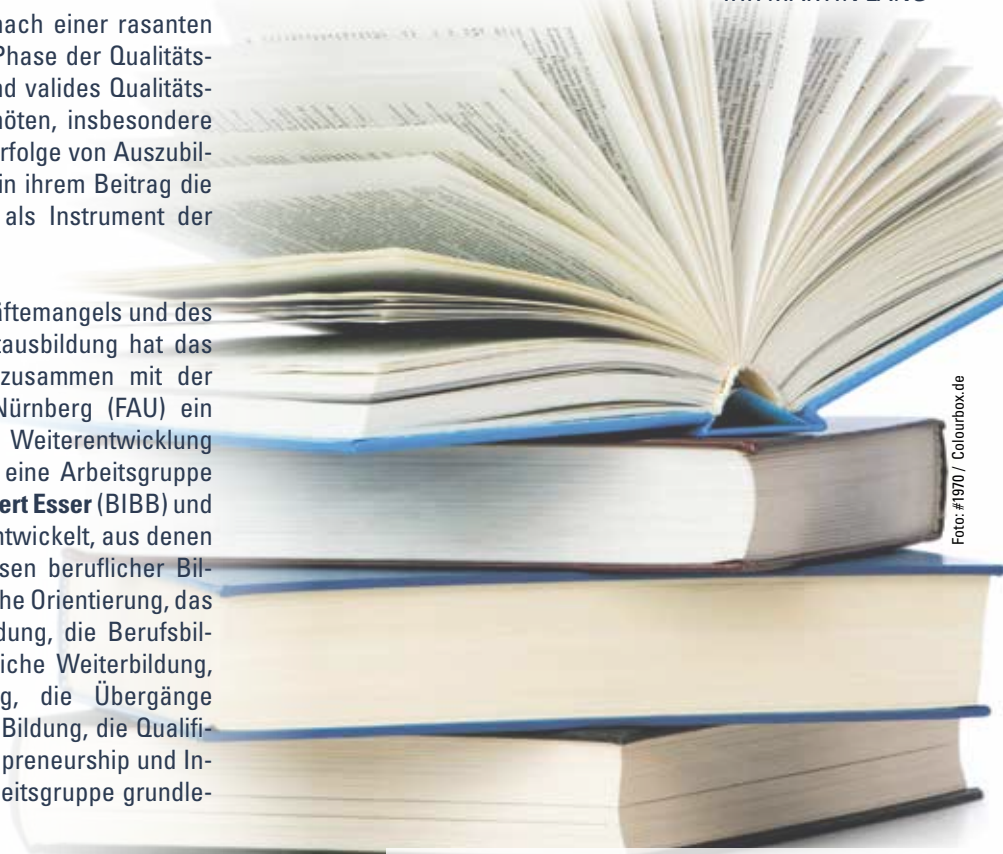 nach einer rasanten
Phase der Qualitäts-
nd valides Qualitäts-
nöten, insbesondere
rfolge von Auszubil-
in ihrem Beitrag die
als Instrument der
äftemangels und des
tausbildung hat das
zusammen mit der
Nürnberg (FAU) ein
Weiterentwicklung
eine Arbeitsgruppe
ert Esser (BIBB) und
ntwickelt, aus denen
sen beruflicher Bil-
he Orientierung, das
dung, die Berufsbil-
liche Weiterbildung,
g, die Übergänge
Bildung, die Qualifi-
preneurship und In-
eitsgruppe grundle-
Foto: #1970 / Colourbox.de